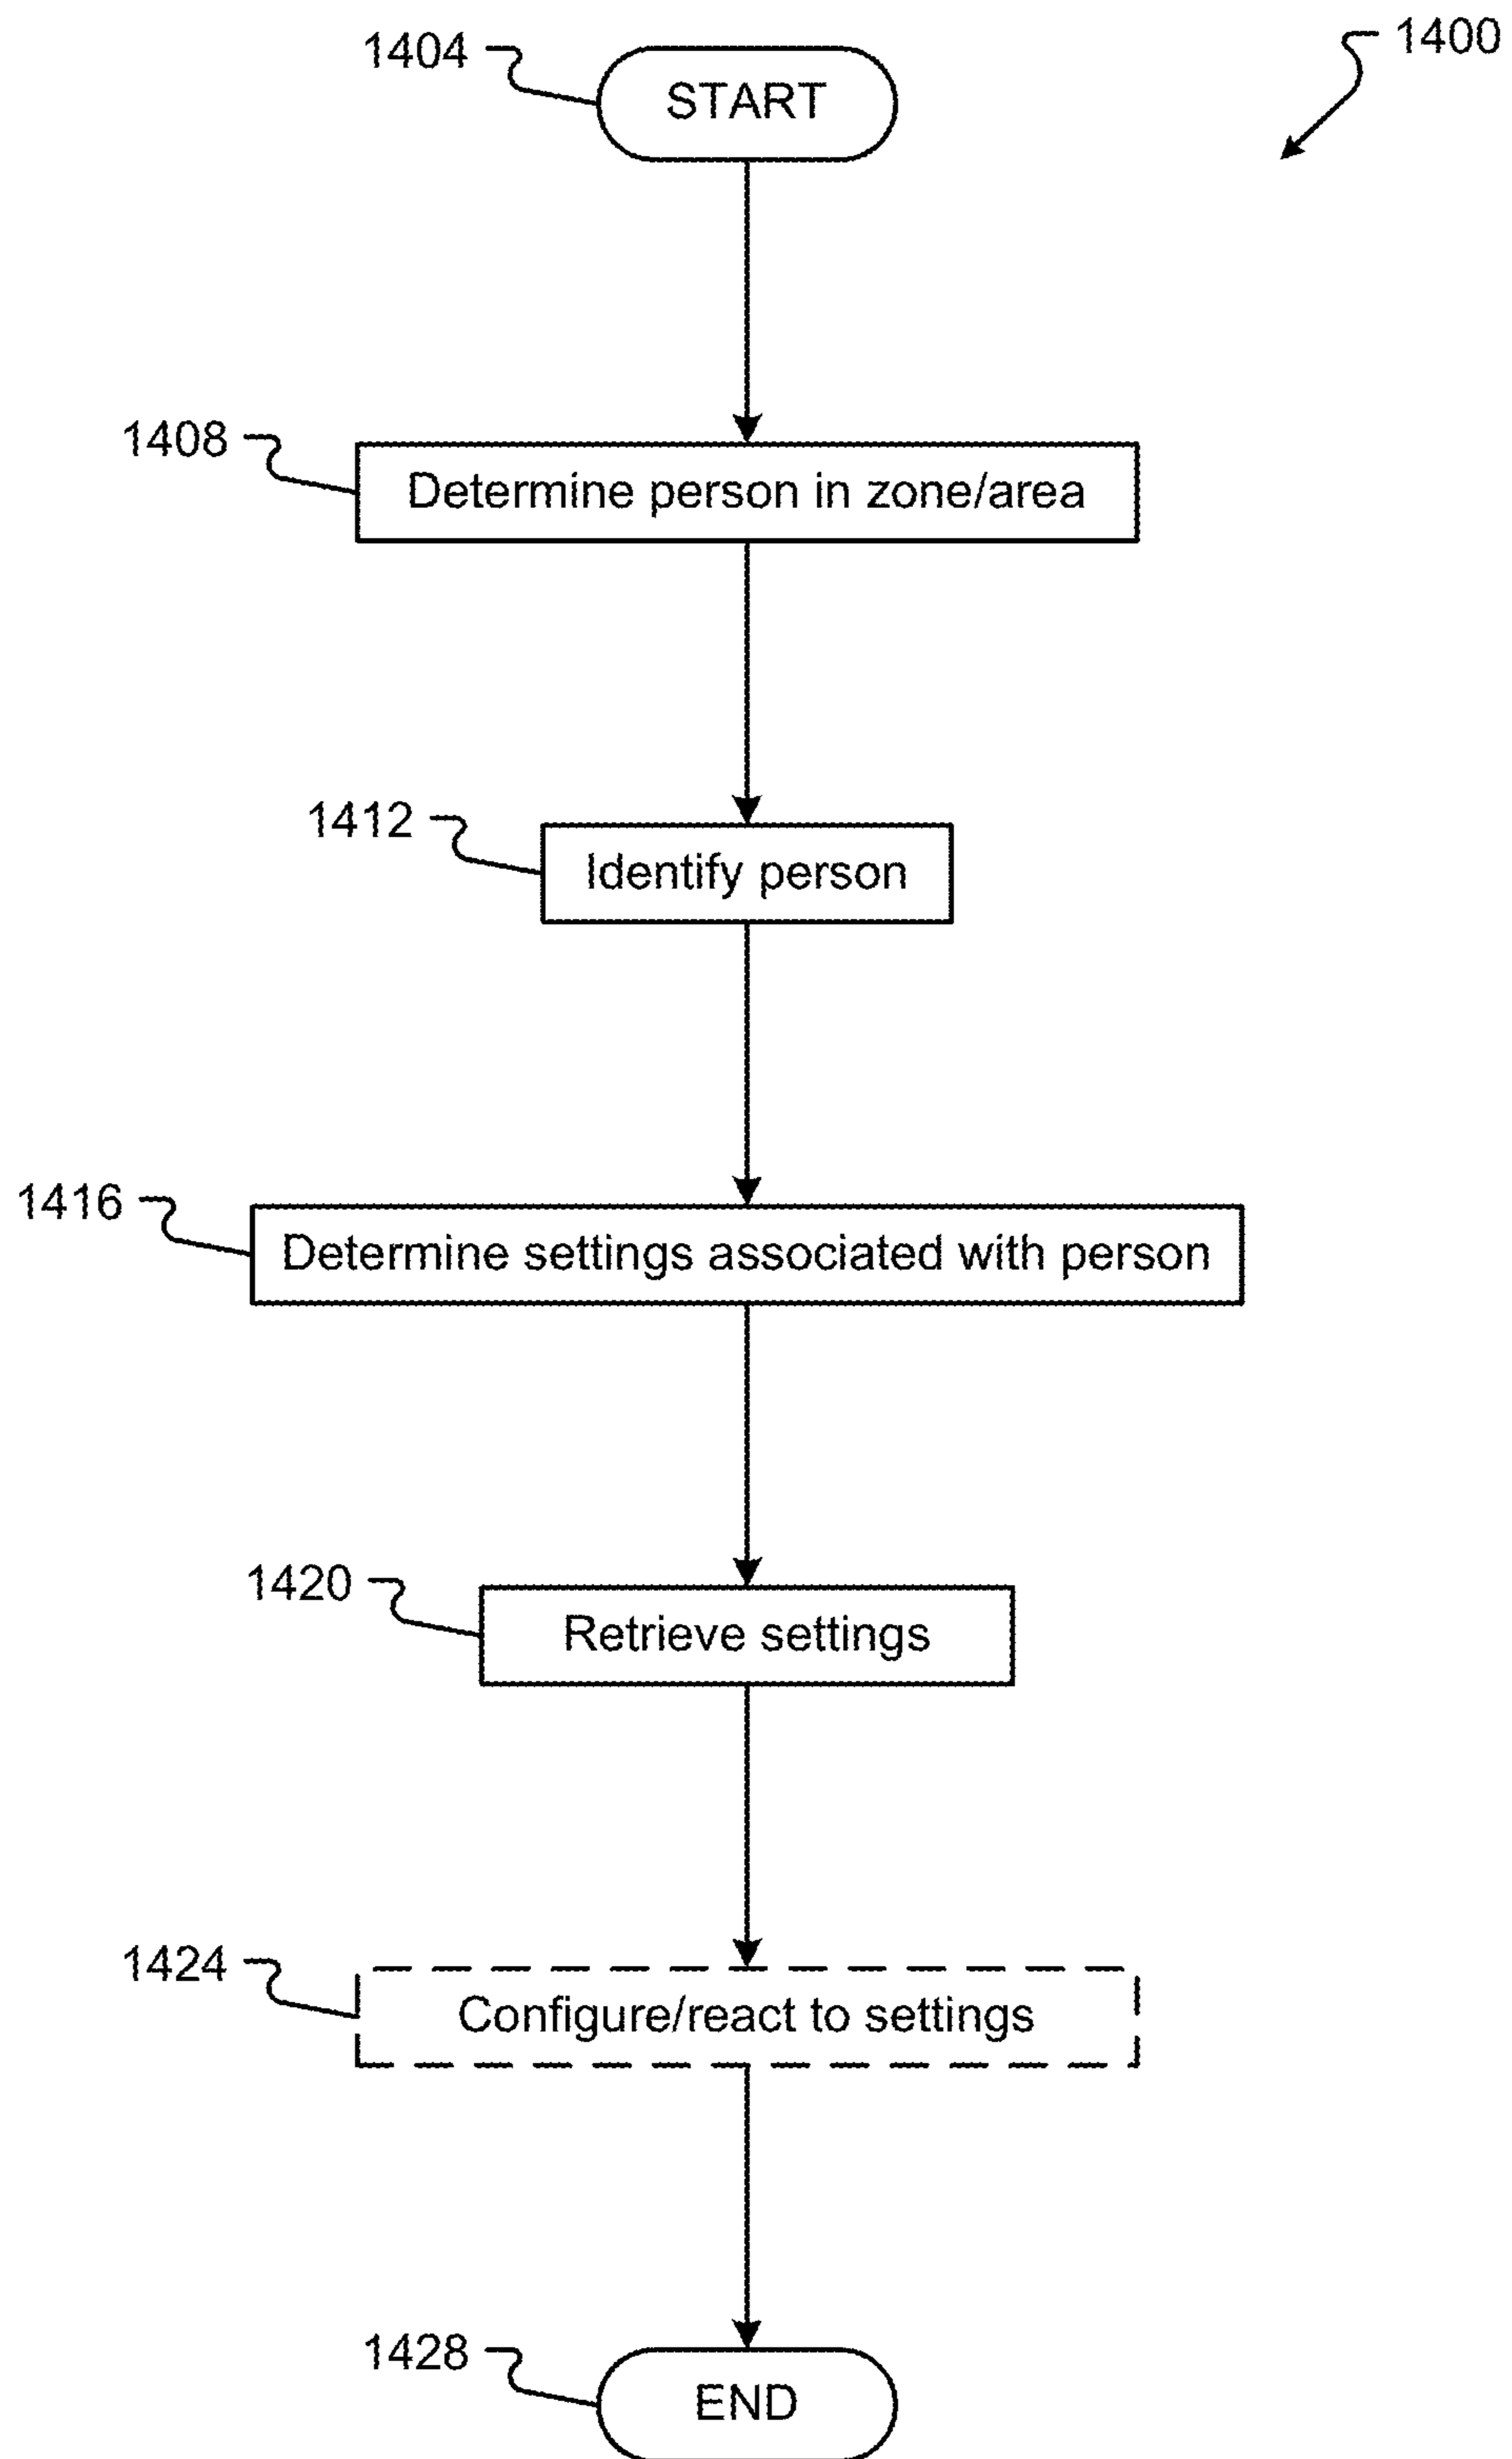 1400
1404
START
1408
Determine person in zone/area
1412
Identify person
1416
Determine settings associated with person
1420
Retrieve settings
1424
Configure/react to settings
1428
END